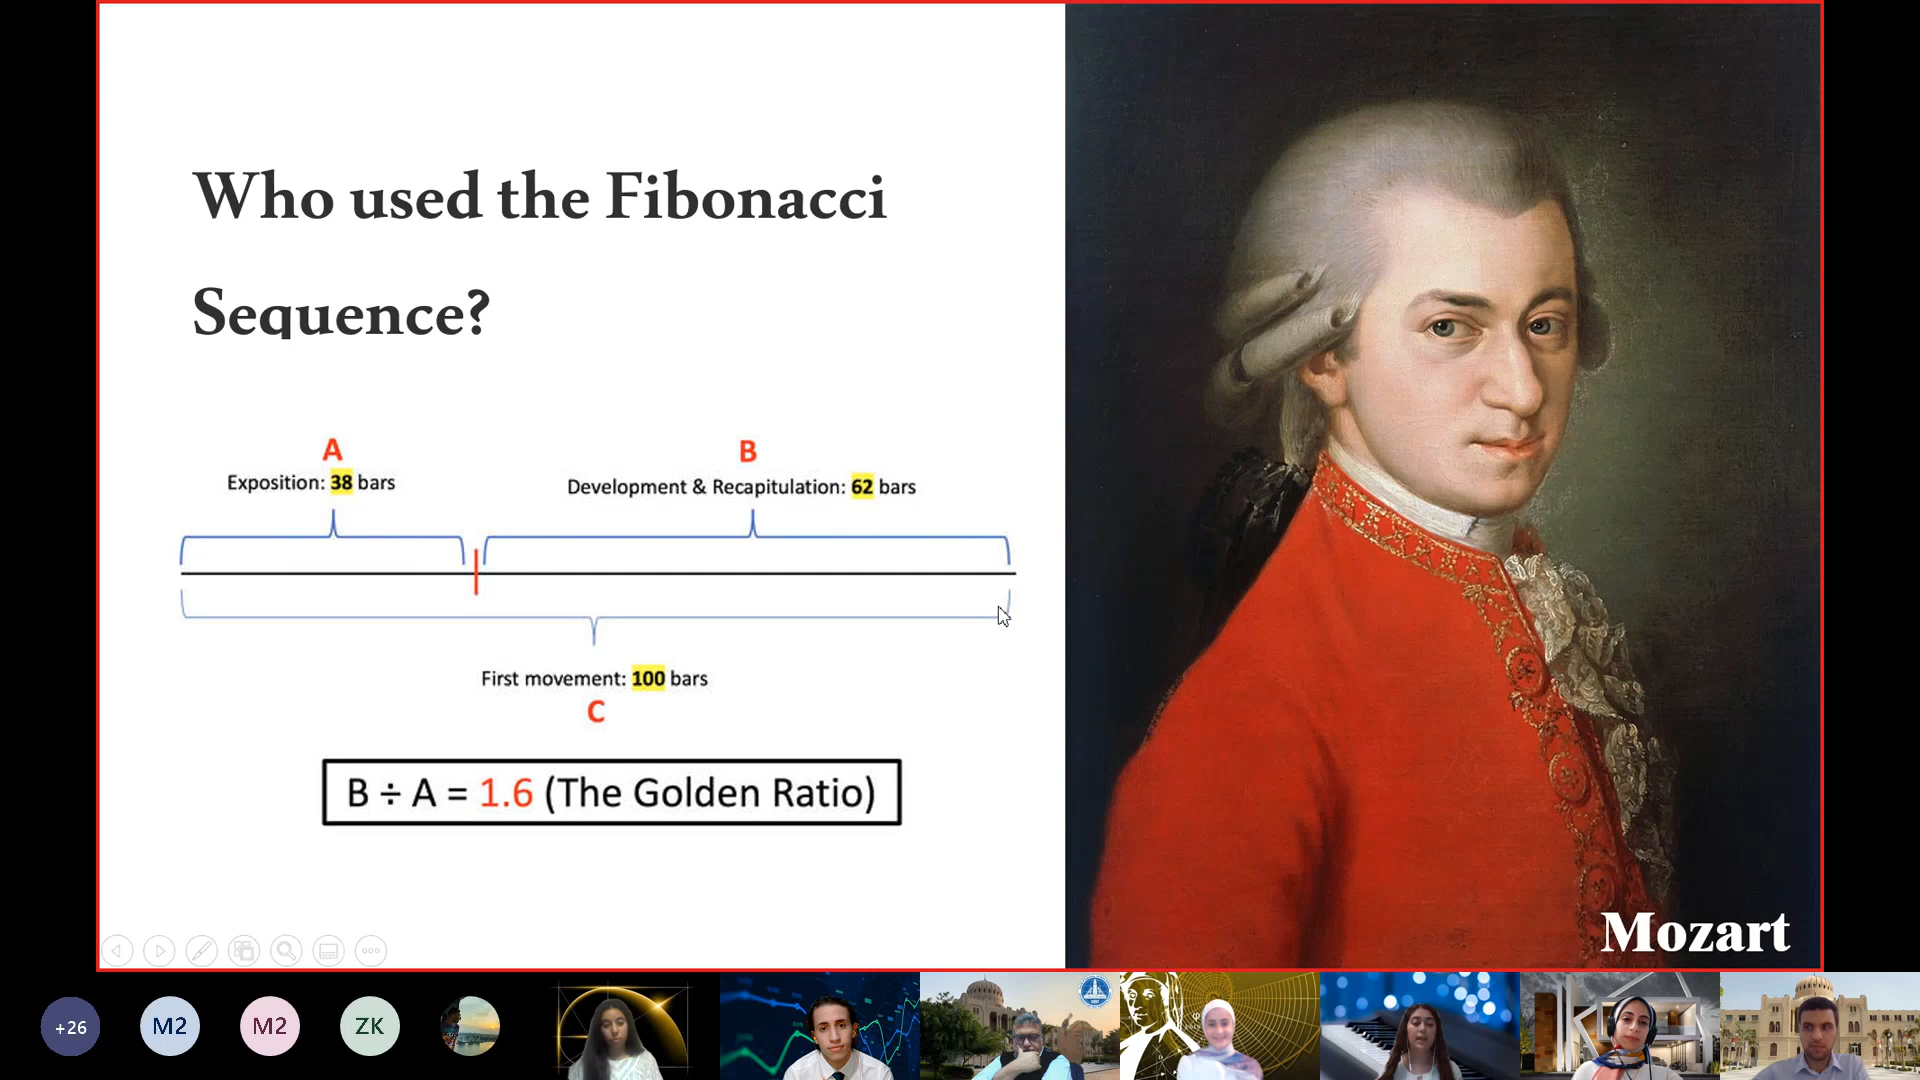 Who used the Fibonacci
Sequence?
A
Exposition: 38 bars
B
Development & Recapitulation: 62 bars
First movement: 100 bars
C
B ÷ A = 1.6 (The Golden Ratio)
Mozart
+26
M2
M2
ZK
φ